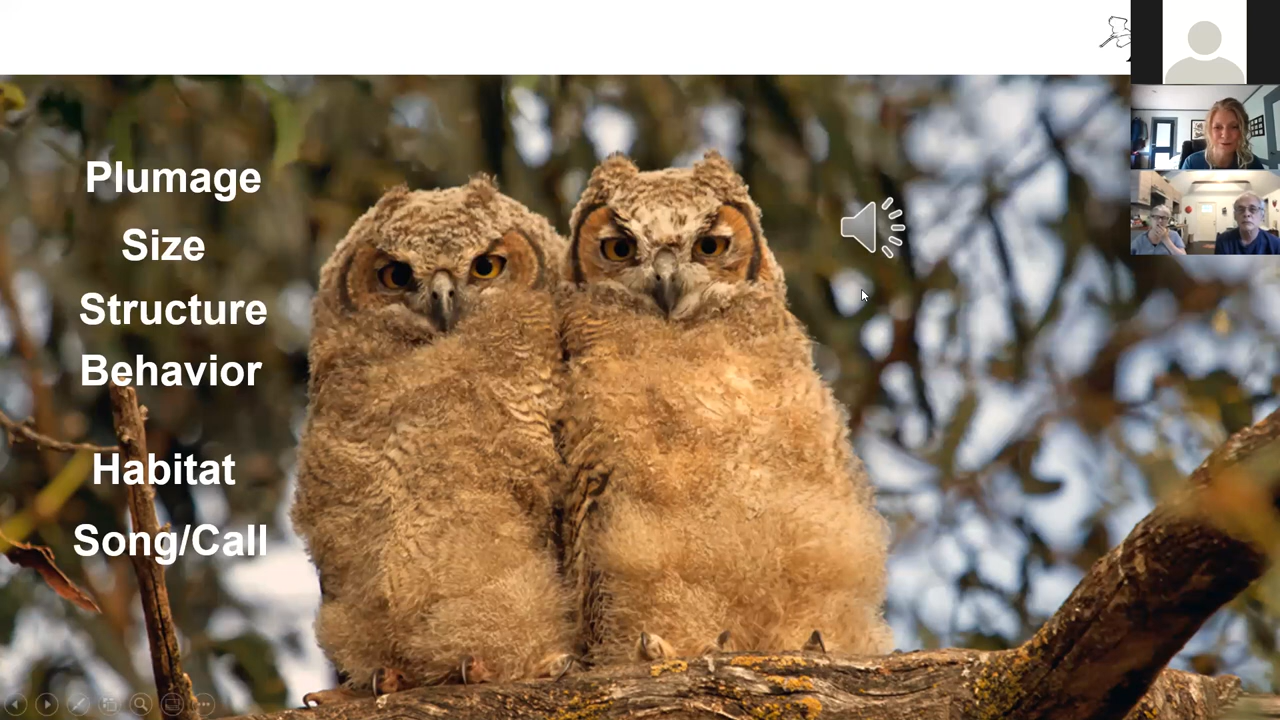 Plumage
Size
Structure
Behavior
Habitat
Song/Call